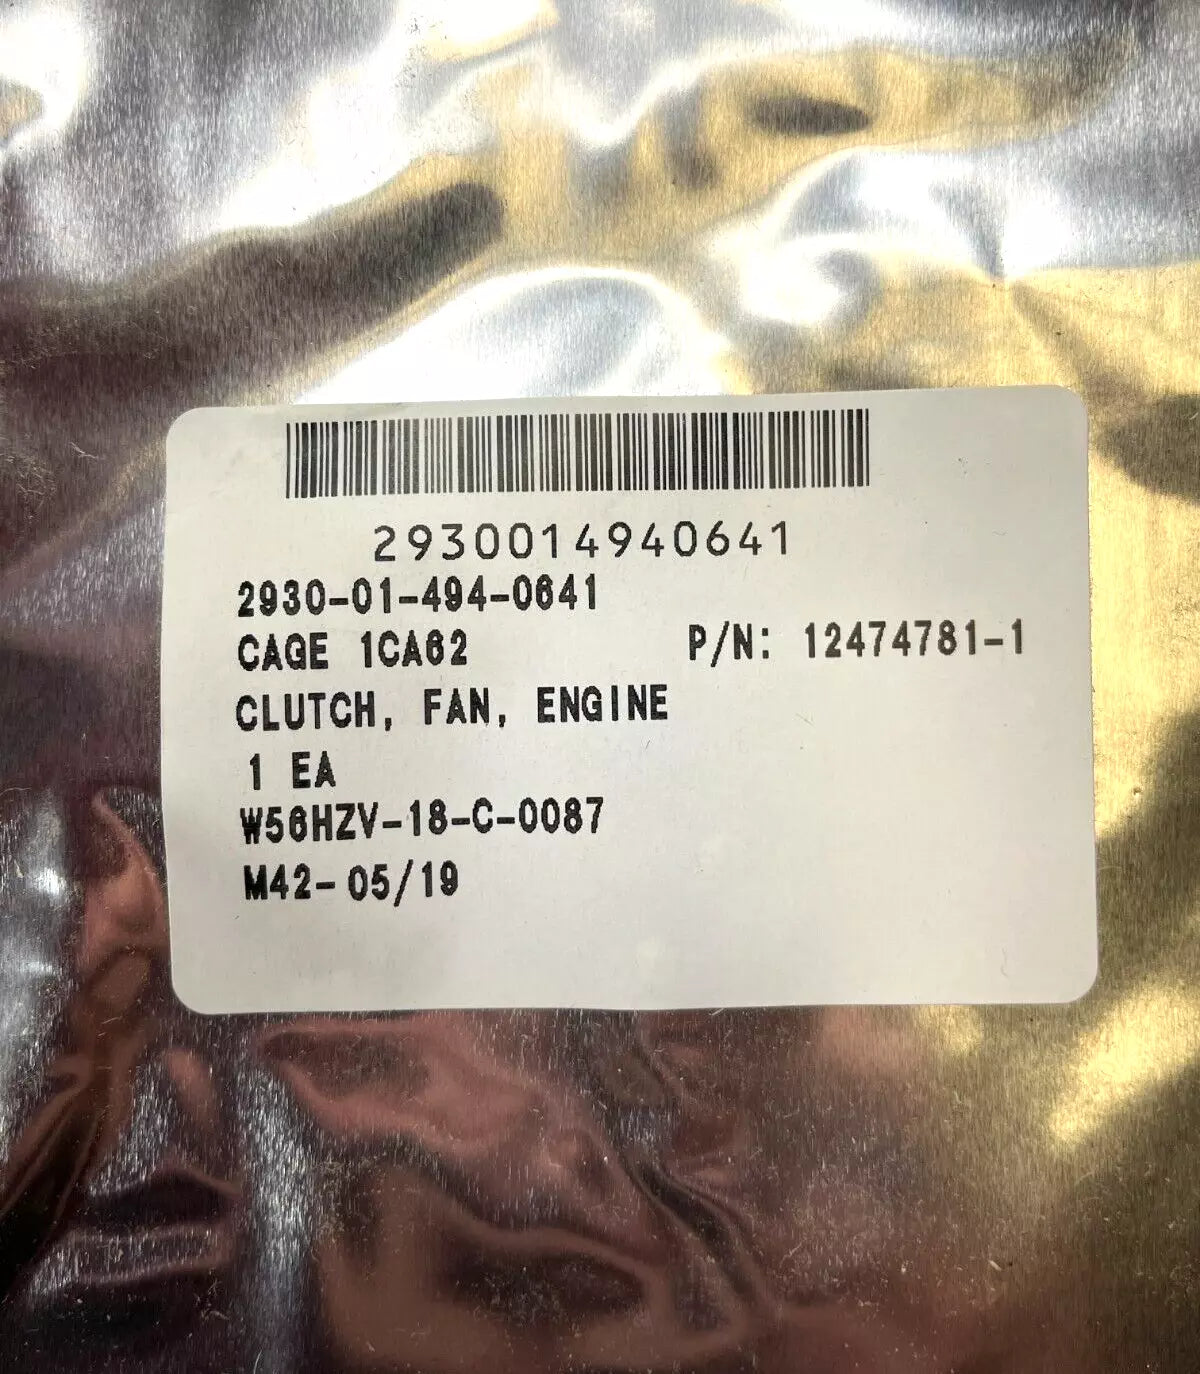 2930014940641
2930-01-494-0641
CAGE 1CA62 P/N: 12474781-1
CLUTCH, FAN, ENGINE
1 EA
W56HZV-18-C-0087
M42-05/19